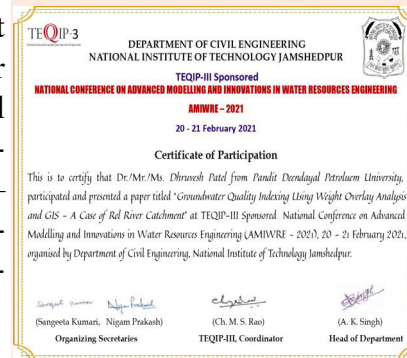 t
r
l
TEQIP-3
DEPARTMENT OF CIVIL ENGINEERING
NATIONAL INSTITUTE OF TECHNOLOGY JAMSHEDPUR
TEQIP-III Sponsored
NATIONAL CONFERENCE ON ADVANCED MODELLING AND INNOVATIONS IN WATER RESOURCES ENGINEERING
AMIWRE – 2021
20 - 21 February 2021
Certificate of Participation
This is to certify that Dr./Mr./Ms. Dhruvesh Patel from Pandit Deendayal Petroluem University,
participated and presented a paper titled "Groundwater Quality Indexing Using Weight Overlay Analysis
and GIS – A Case of Rel River Catchment" at TEQIP-III Sponsored National Conference on Advanced
Modelling and Innovations in Water Resources Engineering (AMIWRE - 2021), 20 – 21 February 2021,
organised by Department of Civil Engineering, National Institute of Technology Jamshedpur.
(Sangeeta Kumari, Nigam Prakash) (Ch. M. S. Rao) (A. K. Singh)
Organizing Secretaries TEQIP-III, Coordinator Head of Department